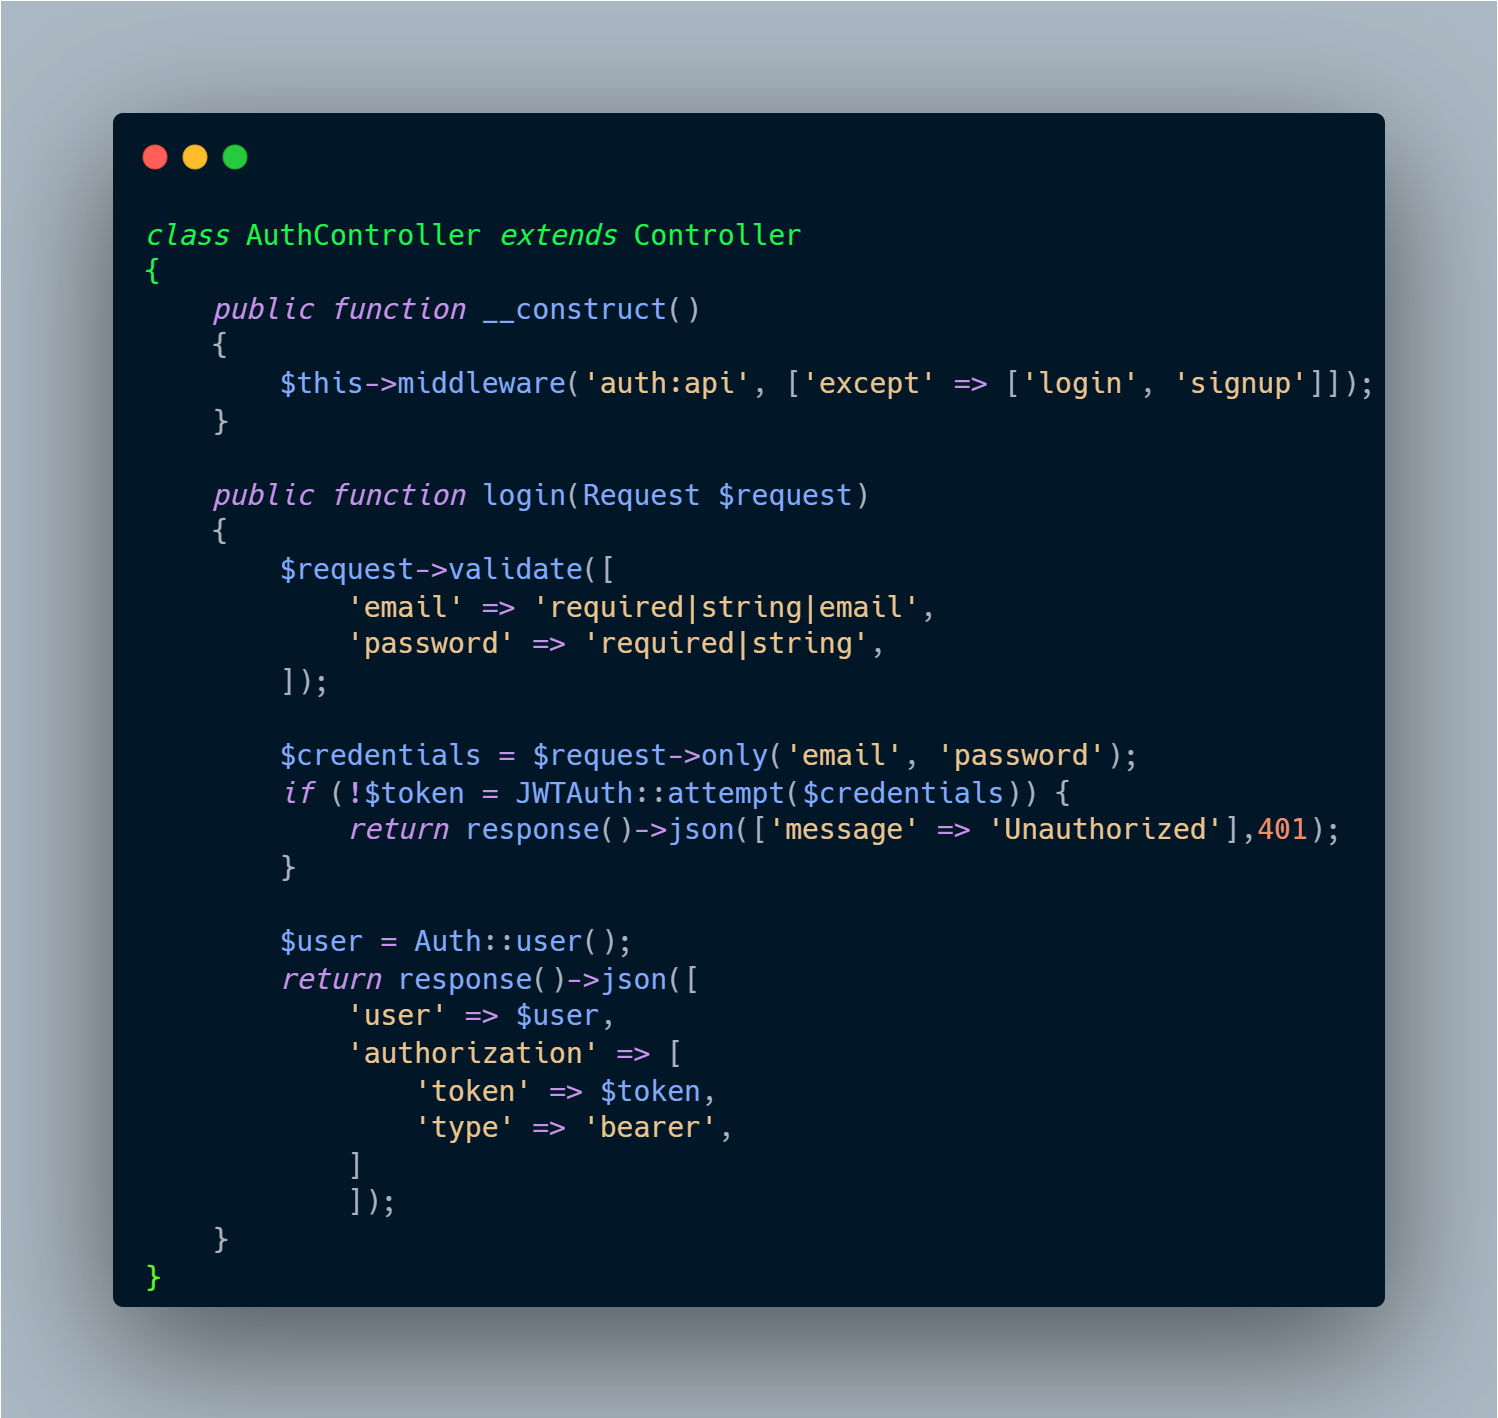 class AuthController extends Controller
{
    public function __construct()
    {
        $this->middleware('auth:api', ['except' => ['login', 'signup']]);
    }

    public function login(Request $request)
    {
        $request->validate([
            'email' => 'required|string|email',
            'password' => 'required|string',
        ]);

        $credentials = $request->only('email', 'password');
        if (!$token = JWTAuth::attempt($credentials)) {
            return response()->json(['message' => 'Unauthorized'],401);
        }

        $user = Auth::user();
        return response()->json([
            'user' => $user,
            'authorization' => [
                'token' => $token,
                'type' => 'bearer',
            ]
            ]);
    }
}